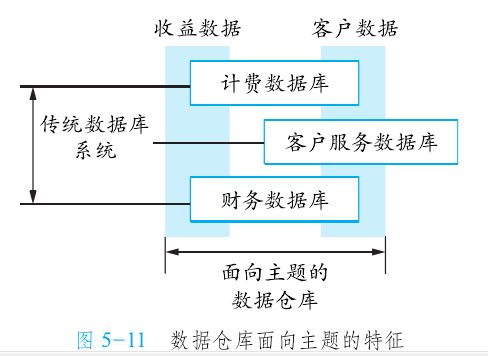 收益数据
客户数据
计费数据库
传统数据库
系统
客户服务数据库
财务数据库
面向主题的
数据仓库
图 5-11 数据仓库面向主题的特征